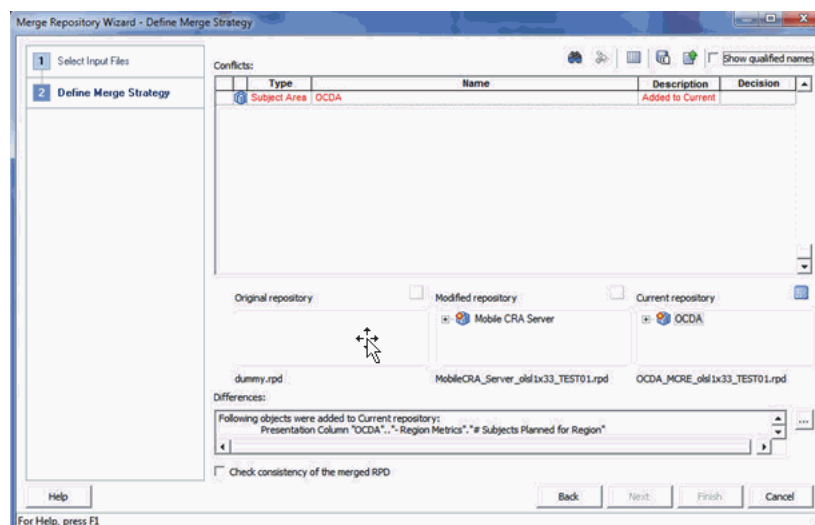 Merge Repository Wizard - Define Merge Strategy
1 Select Input Files
2 Define Merge Strategy
Conflicts:
Show qualified names
Type Name Description Decision
Subject Area OCDA Added to Current
Original repository Modified repository Current repository
Mobile CRA Server OCDA
dummy.rpd MobileCRA_Server_olsl1x33_TEST01.rpd OCDA_MCRE_olsl1x33_TEST01.rpd
Differences:
Following objects were added to Current repository:
Presentation Column "OCDA".."- Region Metrics"."# Subjects Planned for Region"
...
Check consistency of the merged RPD
Help Back Next Finish Cancel
For Help, press F1